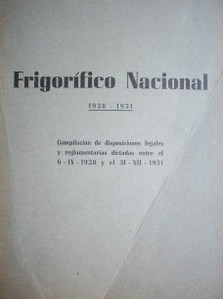 Frigorífico Nacional
1928 - 1931
Compilación de disposiciones legales
y reglamentarias dictadas entre el
6 - IX - 1928 y el 31 - XII - 1931